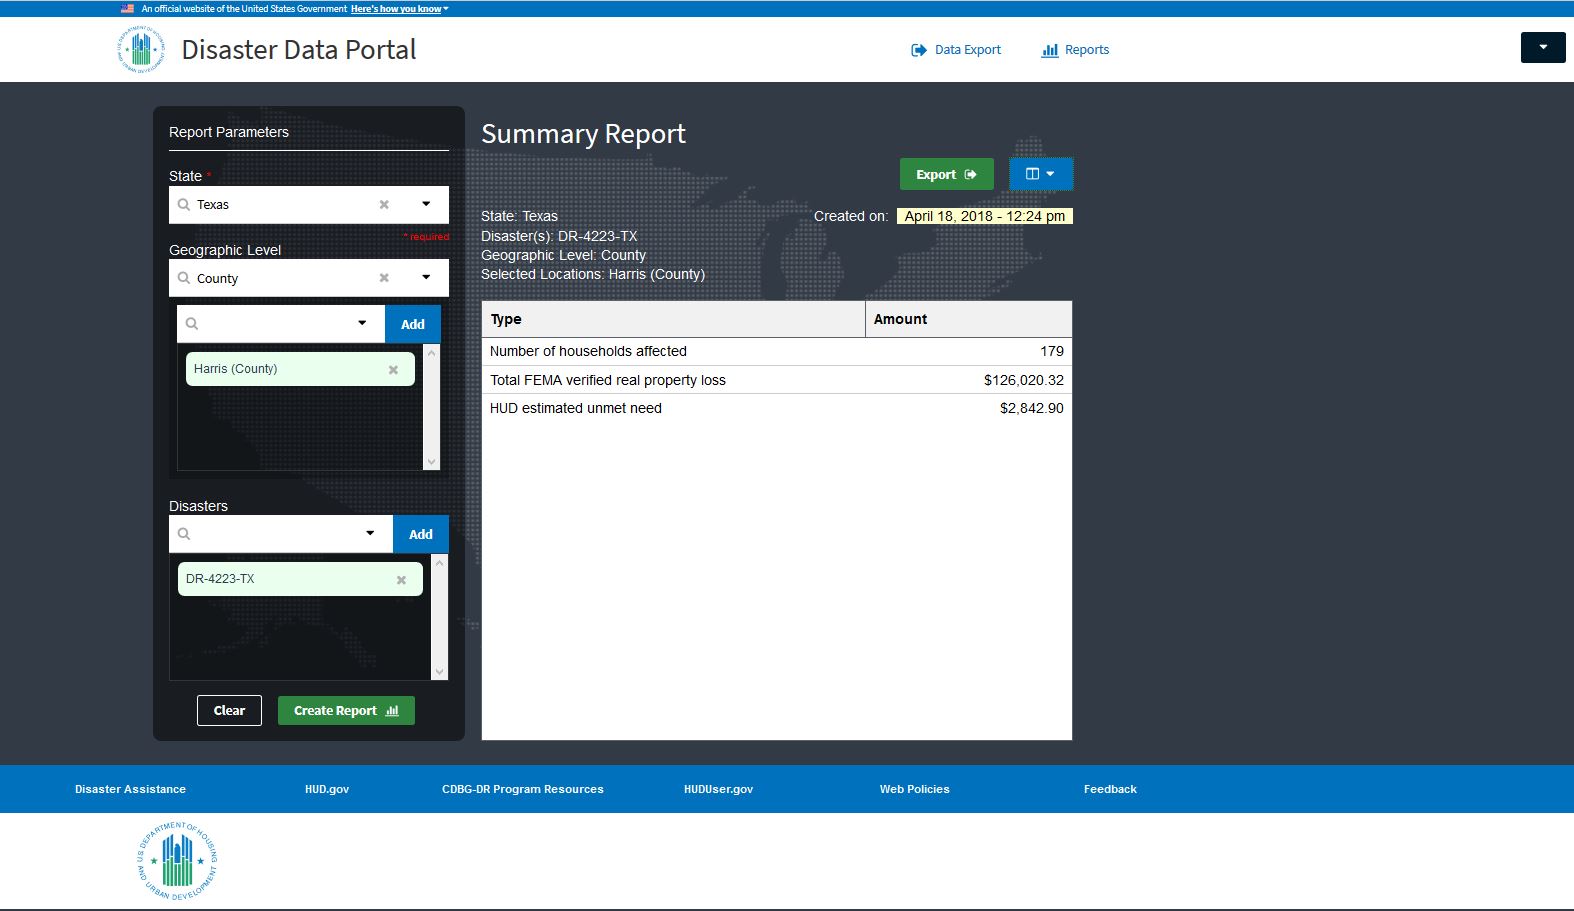 An official website of the United States Government Here's how you know
Disaster Data Portal
Data Export
Reports
Report Parameters
State *
Texas
* required
Geographic Level
County
Add
Harris (County)
Disasters
Add
DR-4223-TX
Clear
Create Report
Summary Report
Export
State: Texas
Created on: April 18, 2018 - 12:24 pm
Disaster(s): DR-4223-TX
Geographic Level: County
Selected Locations: Harris (County)
Type Amount
Number of households affected 179
Total FEMA verified real property loss $126,020.32
HUD estimated unmet need $2,842.90
Disaster Assistance HUD.gov CDBG-DR Program Resources HUDUser.gov Web Policies Feedback
US DEPARTMENT OF HOUSING
AND URBAN DEVELOPMENT